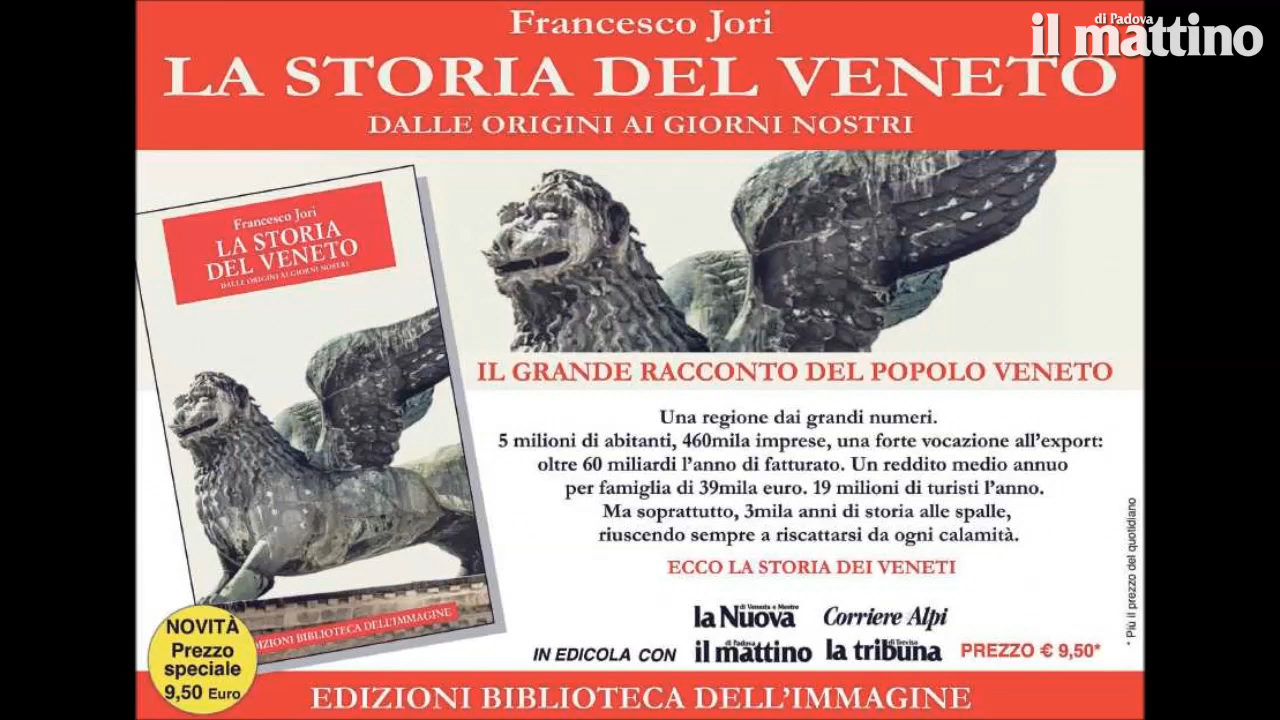 Francesco Jori
di Padova
il mattino
LA STORIA DEL VENETO
DALLE ORIGINI AI GIORNI NOSTRI
Francesco Jori
LA STORIA
DEL VENETO
DALLE ORIGINI AI GIORNI NOSTRI
IL GRANDE RACCONTO DEL POPOLO VENETO
Una regione dai grandi numeri.
5 milioni di abitanti, 460mila imprese, una forte vocazione all'export:
oltre 60 miliardi l'anno di fatturato. Un reddito medio annuo
per famiglia di 39mila euro. 19 milioni di turisti l'anno.
Ma soprattutto, 3mila anni di storia alle spalle,
riuscendo sempre a riscattarsi da ogni calamità.
ECCO LA STORIA DEI VENETI
* Più il prezzo del quotidiano
di Venezia e Mestre
la Nuova
Corriere Alpi
IN EDICOLA CON
di Padova
il mattino
di Treviso
la tribuna
PREZZO € 9,50*
EDIZIONI BIBLIOTECA DELL'IMMAGINE
NOVITÀ
Prezzo
speciale
9,50 Euro
EDIZIONI BIBLIOTECA DELL'IMMAGINE